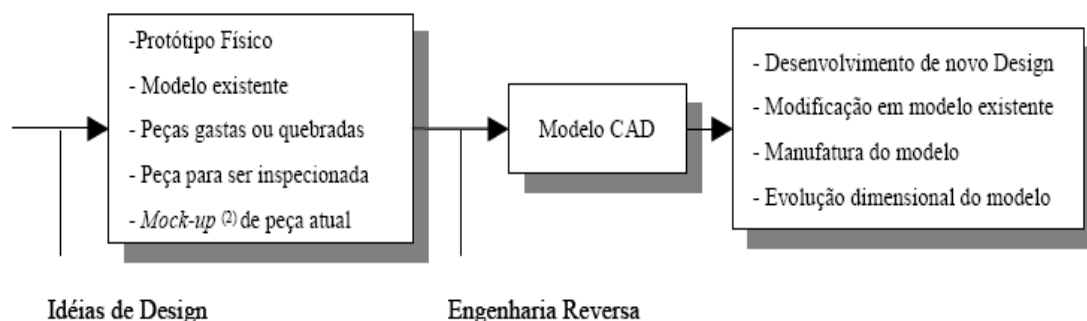 -Protótipo Físico
- Modelo existente
- Peças gastas ou quebradas
- Peça para ser inspecionada
- Mock-up (2) de peça atual
Modelo CAD
- Desenvolvimento de novo Design
- Modificação em modelo existente
- Manufatura do modelo
- Evolução dimensional do modelo
Idéias de Design
Engenharia Reversa